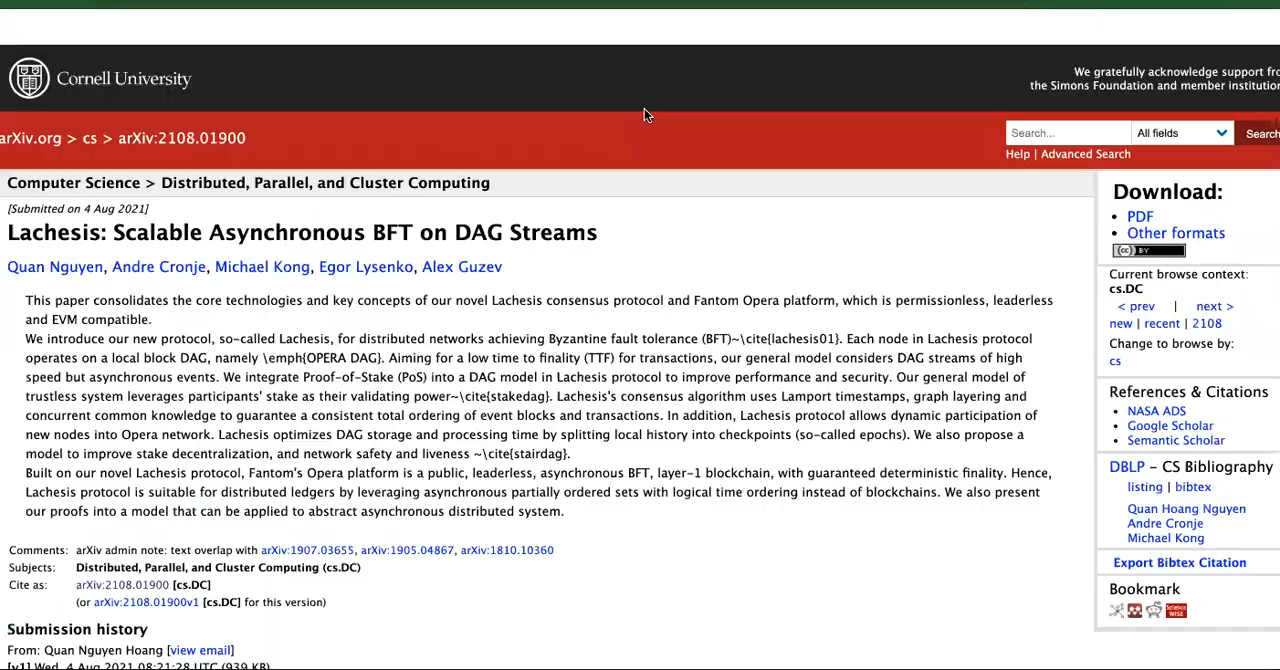 Cornell University
We gratefully acknowledge support fro
the Simons Foundation and member institution
arXiv.org > cs > arXiv:2108.01900
Search...
All fields
Search
Help | Advanced Search
Computer Science > Distributed, Parallel, and Cluster Computing
[Submitted on 4 Aug 2021]
Lachesis: Scalable Asynchronous BFT on DAG Streams
Quan Nguyen, Andre Cronje, Michael Kong, Egor Lysenko, Alex Guzev
This paper consolidates the core technologies and key concepts of our novel Lachesis consensus protocol and Fantom Opera platform, which is permissionless, leaderless
and EVM compatible.
We introduce our new protocol, so-called Lachesis, for distributed networks achieving Byzantine fault tolerance (BFT)~\cite{lachesis01}. Each node in Lachesis protocol
operates on a local block DAG, namely \emph{OPERA DAG}. Aiming for a low time to finality (TTF) for transactions, our general model considers DAG streams of high
speed but asynchronous events. We integrate Proof-of-Stake (PoS) into a DAG model in Lachesis protocol to improve performance and security. Our general model of
trustless system leverages participants' stake as their validating power~\cite{stakedag}. Lachesis's consensus algorithm uses Lamport timestamps, graph layering and
concurrent common knowledge to guarantee a consistent total ordering of event blocks and transactions. In addition, Lachesis protocol allows dynamic participation of
new nodes into Opera network. Lachesis optimizes DAG storage and processing time by splitting local history into checkpoints (so-called epochs). We also propose a
model to improve stake decentralization, and network safety and liveness ~\cite{stairdag}.
Built on our novel Lachesis protocol, Fantom's Opera platform is a public, leaderless, asynchronous BFT, layer-1 blockchain, with guaranteed deterministic finality. Hence,
Lachesis protocol is suitable for distributed ledgers by leveraging asynchronous partially ordered sets with logical time ordering instead of blockchains. We also present
our proofs into a model that can be applied to abstract asynchronous distributed system.
Comments: arXiv admin note: text overlap with arXiv:1907.03655, arXiv:1905.04867, arXiv:1810.10360
Subjects: Distributed, Parallel, and Cluster Computing (cs.DC)
Cite as: arXiv:2108.01900 [cs.DC]
(or arXiv:2108.01900v1 [cs.DC] for this version)
Submission history
From: Quan Nguyen Hoang [view email]
[v1] Wed, 4 Aug 2021 08:21:28 UTC (939 KB)
Download:
PDF
Other formats
(cc) BY
Current browse context:
cs.DC
< prev | next >
new | recent | 2108
Change to browse by:
cs
References & Citations
NASA ADS
Google Scholar
Semantic Scholar
DBLP – CS Bibliography
listing | bibtex
Quan Hoang Nguyen
Andre Cronje
Michael Kong
Export Bibtex Citation
Bookmark
Science
WISE